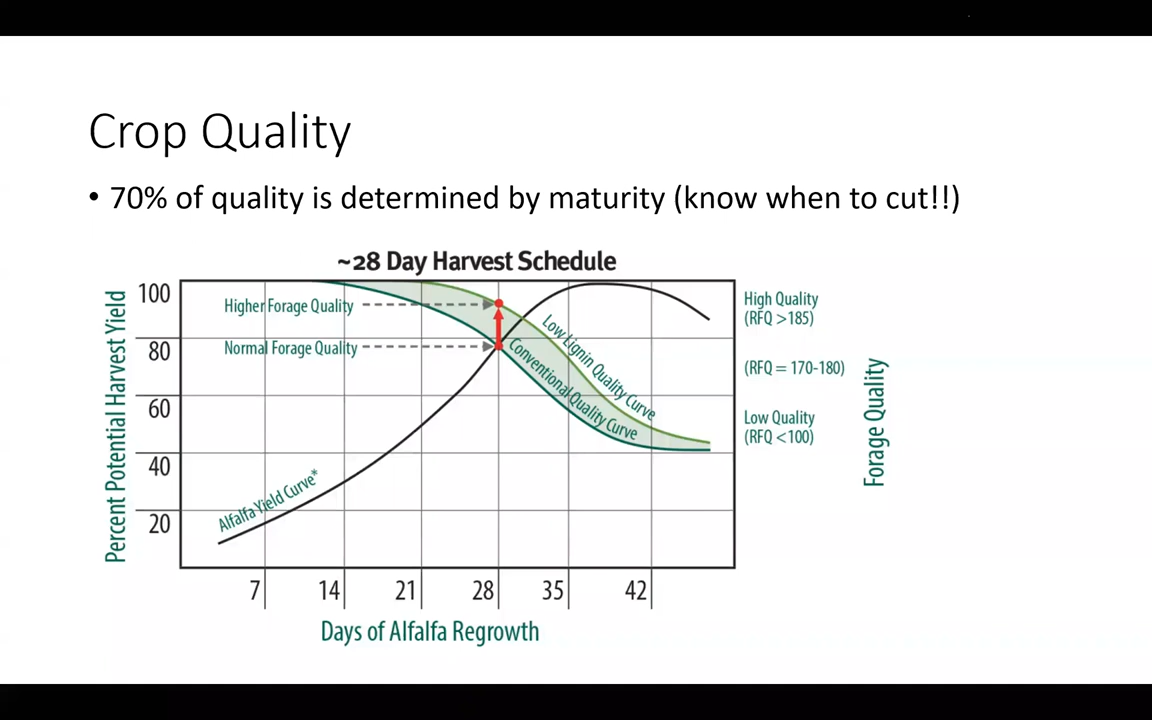 Crop Quality
• 70% of quality is determined by maturity (know when to cut!!)
~28 Day Harvest Schedule
Percent Potential Harvest Yield
100
80
60
40
20
Higher Forage Quality
Normal Forage Quality
Low Lignin Quality Curve
Conventional Quality Curve
Alfalfa Yield Curve*
High Quality
(RFQ >185)
(RFQ = 170-180)
Low Quality
(RFQ <100)
Forage Quality
7
14
21
28
35
42
Days of Alfalfa Regrowth